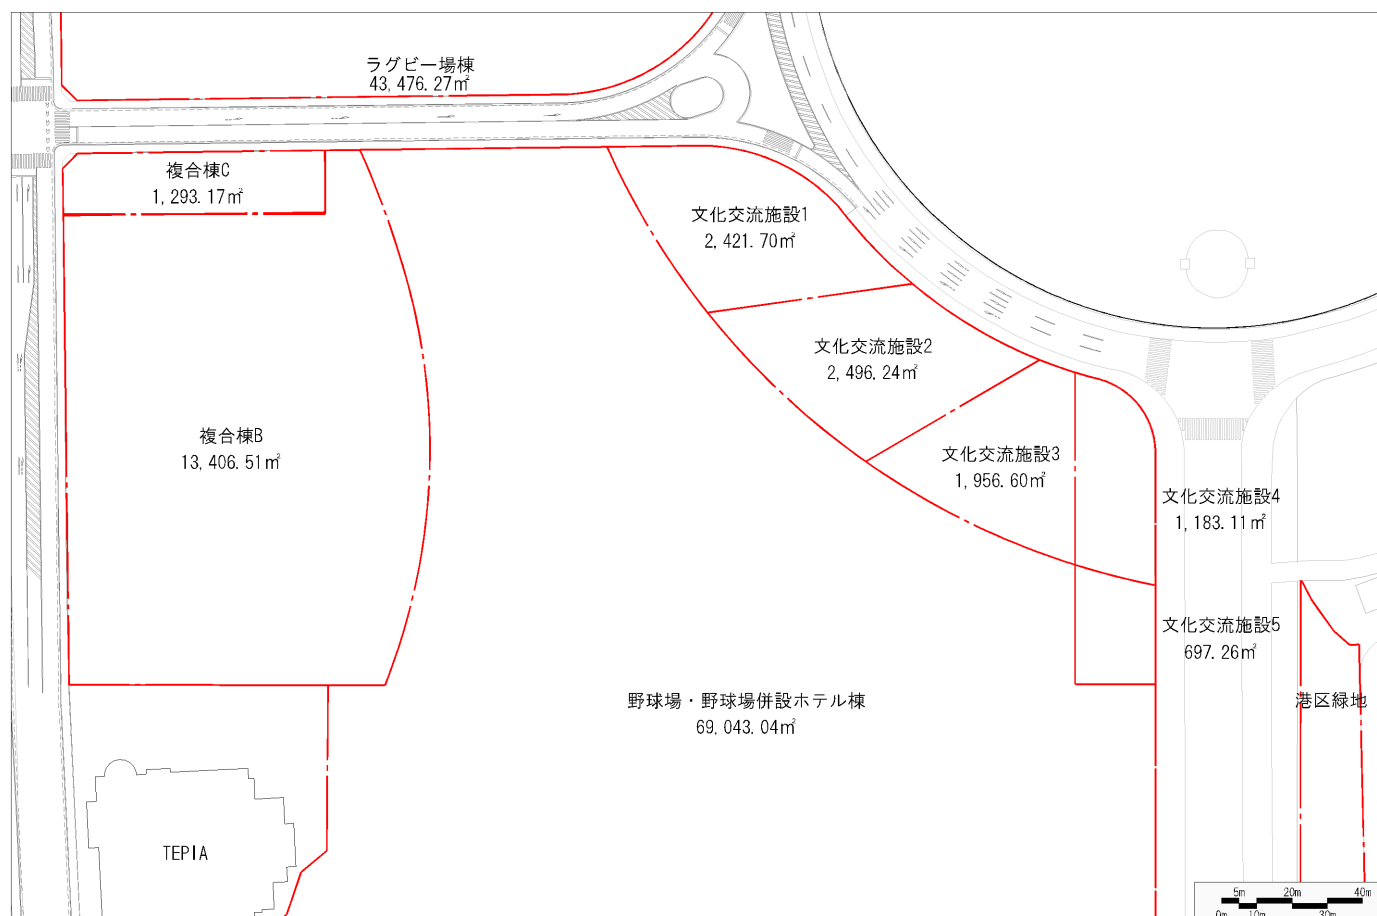 ラグビー場棟
43,476.27㎡
複合棟C
1,293.17㎡
文化交流施設1
2,421.70㎡
文化交流施設2
2,496.24㎡
複合棟B
13,406.51㎡
文化交流施設3
1,956.60㎡
文化交流施設4
1,183.11㎡
文化交流施設5
697.26㎡
野球場・野球場併設ホテル棟
69,043.04㎡
港区緑地
TEPIA
5m 20m 40m
0m 10m 30m